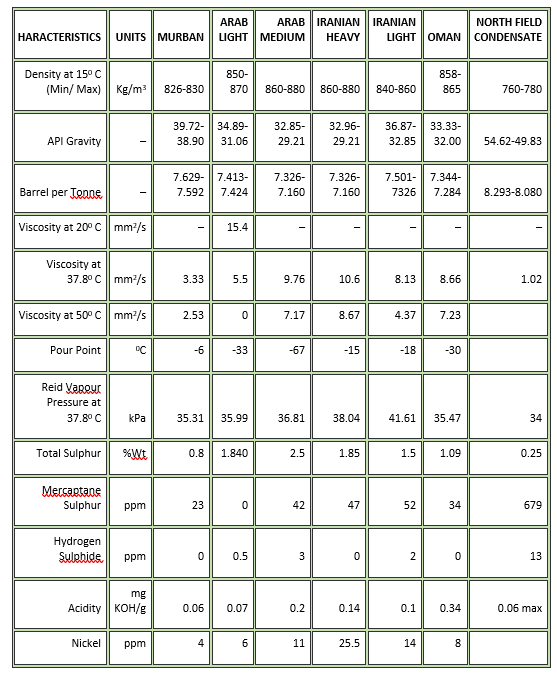 HARACTERISTICS UNITS MURBAN ARAB LIGHT ARAB MEDIUM IRANIAN HEAVY IRANIAN LIGHT OMAN NORTH FIELD CONDENSATE
Density at 15⁰ C (Min/ Max) Kg/m³ 826-830 850-870 860-880 860-880 840-860 858-865 760-780
API Gravity – 39.72-38.90 34.89-31.06 32.85-29.21 32.96-29.21 36.87-32.85 33.33-32.00 54.62-49.83
Barrel per Tonne – 7.629-7.592 7.413-7.424 7.326-7.160 7.326-7.160 7.501-7326 7.344-7.284 8.293-8.080
Viscosity at 20⁰ C mm²/s – 15.4 – – – – –
Viscosity at 37.8⁰ C mm²/s 3.33 5.5 9.76 10.6 8.13 8.66 1.02
Viscosity at 50⁰ C mm²/s 2.53 0 7.17 8.67 4.37 7.23
Pour Point ⁰C -6 -33 -67 -15 -18 -30
Reid Vapour Pressure at 37.8⁰ C kPa 35.31 35.99 36.81 38.04 41.61 35.47 34
Total Sulphur %Wt 0.8 1.840 2.5 1.85 1.5 1.09 0.25
Mercaptane Sulphur ppm 23 0 42 47 52 34 679
Hydrogen Sulphide ppm 0 0.5 3 0 2 0 13
Acidity mg KOH/g 0.06 0.07 0.2 0.14 0.1 0.34 0.06 max
Nickel ppm 4 6 11 25.5 14 8